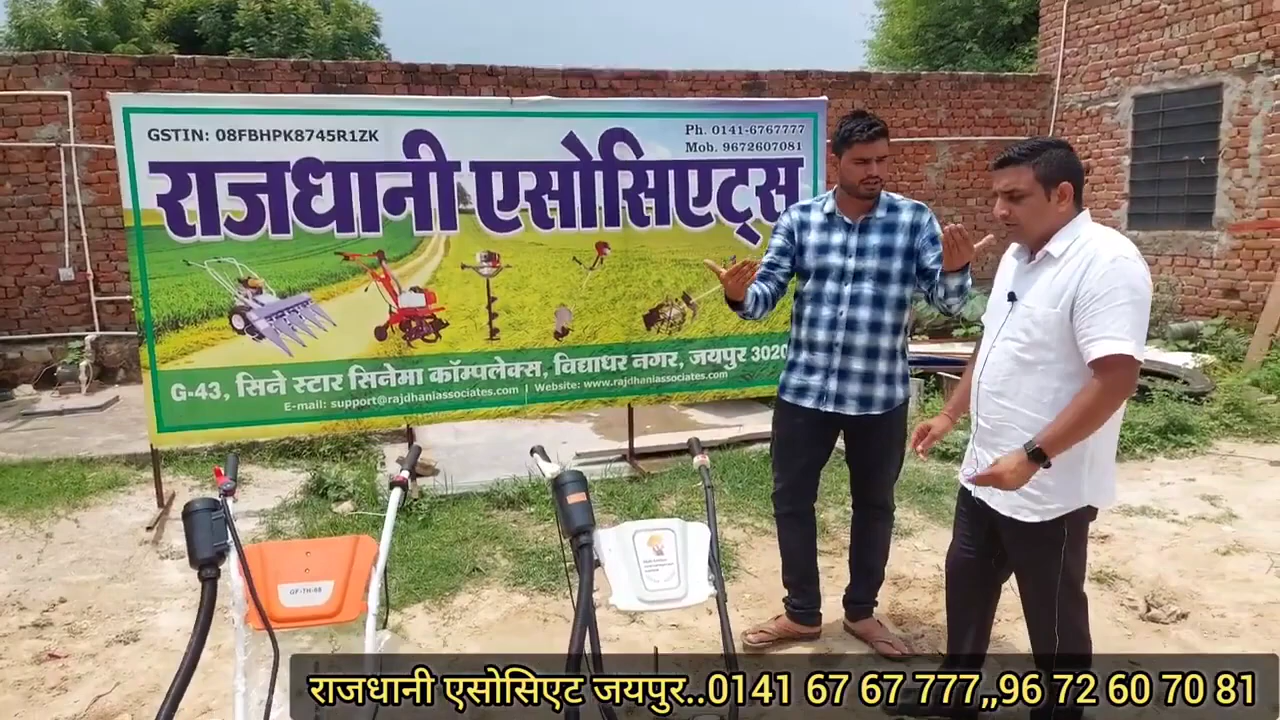 GSTIN: 08FBHPK8745R1ZK
Ph. 0141-6767777
Mob. 9672607081
राजधानी एसोसिएट्स
G-43, सिने स्टार सिनेमा कॉम्पलेक्स, विद्याधर नगर, जयपुर 3020
E-mail: support@rajdhaniassociates.com | Website: www.rajdhaniassociates.com
GF-TH-68
राजधानी एसोसिएट जयपुर..0141 67 67 777,,96 72 60 70 81